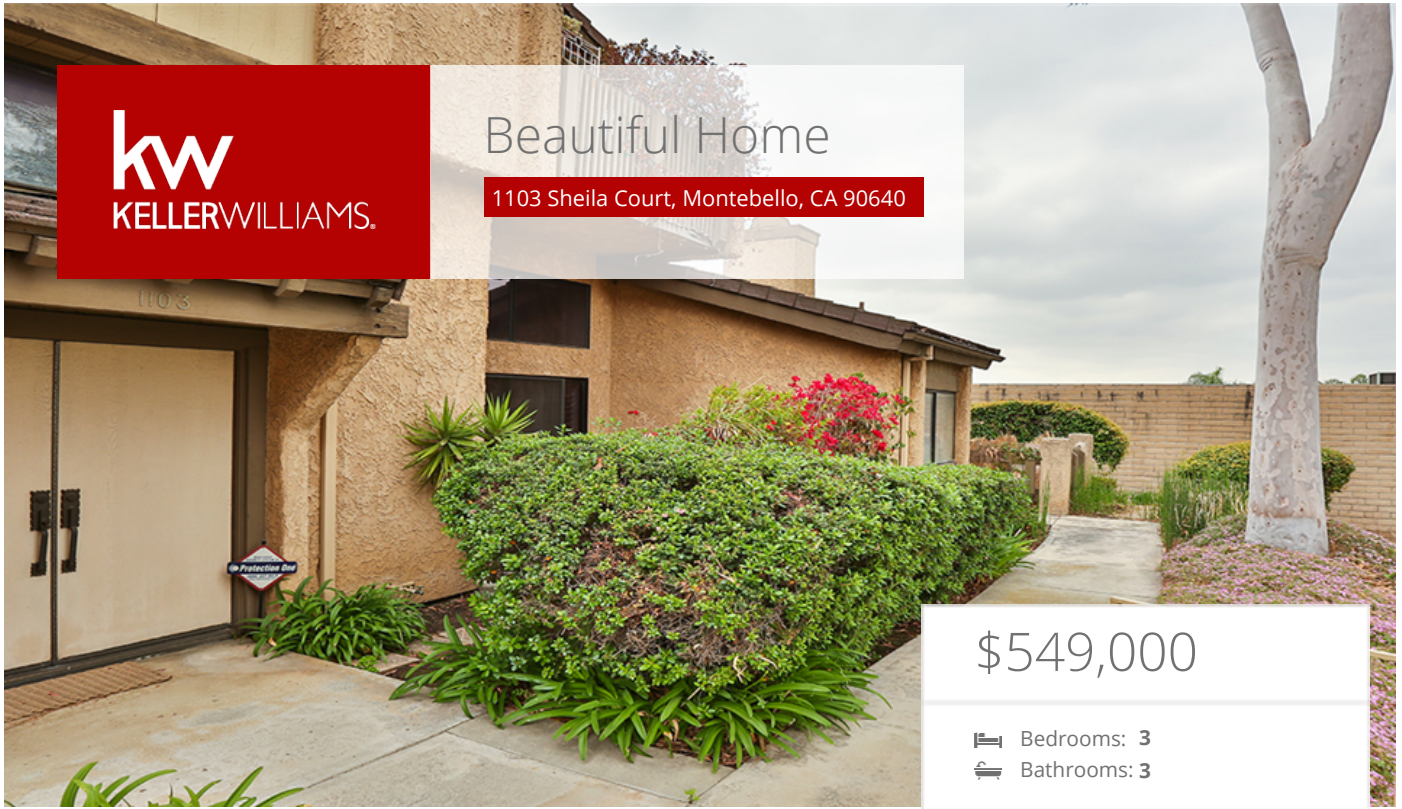 kw
KELLERWILLIAMS®
Beautiful Home
1103 Sheila Court, Montebello, CA 90640
1103
Protection One
$549,000
Bedrooms: 3
Bathrooms: 3